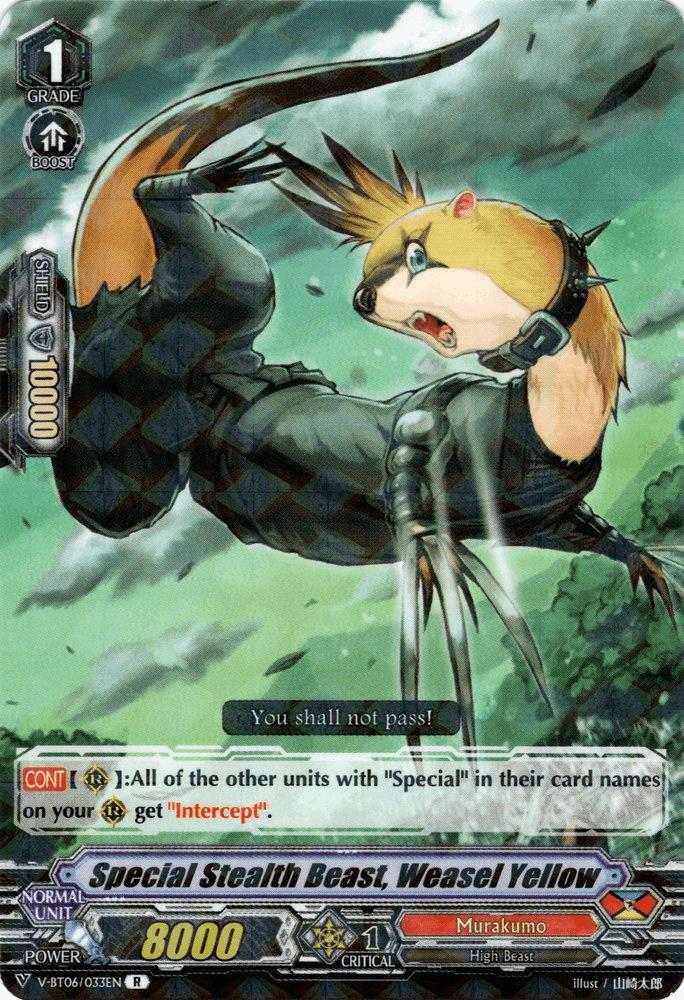 1
GRADE
BOOST
SHIELD
10000
You shall not pass!
CONT【 R 】:All of the other units with "Special" in their card names
on your R get "Intercept".
Special Stealth Beast, Weasel Yellow
NORMAL
UNIT
POWER
8000
1
CRITICAL
Murakumo
High Beast
V-BT06/033EN R
illust / 山崎太郎